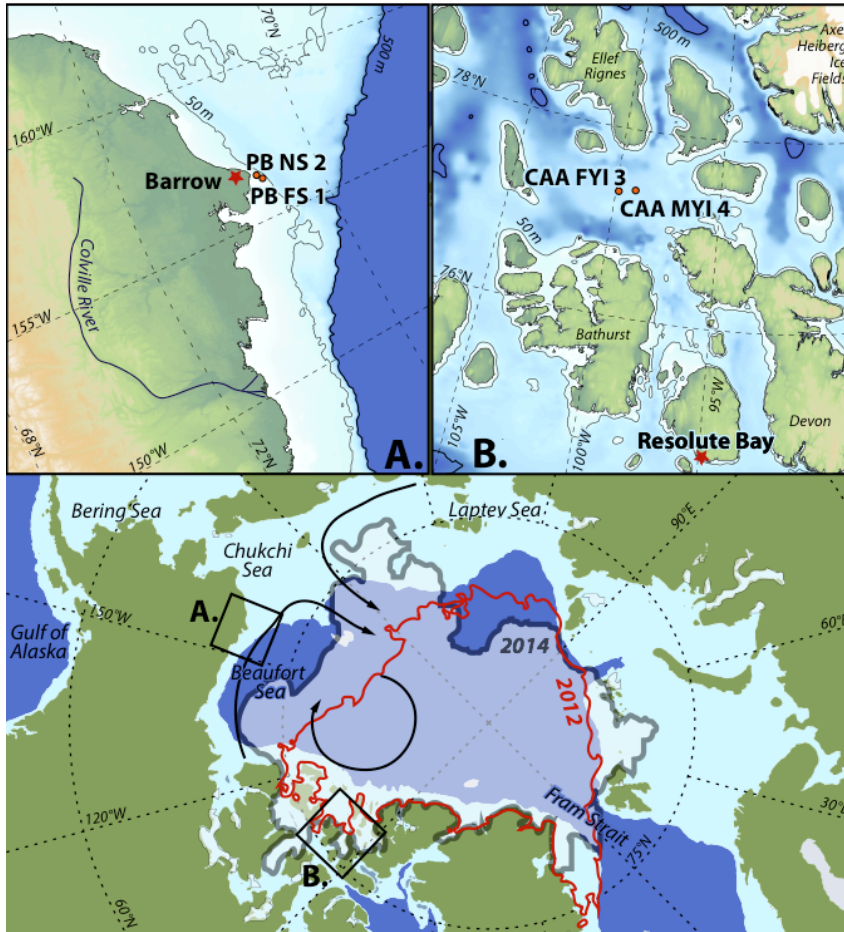 70°N
500 m
50 m
160°W
PB NS 2
Barrow
PB FS 1
Colville River
155°W
68°N
150°W
72°N
A.
500 m
Axel
Heiberg
Ice
Fields
Ellef
Rignes
78°N
CAA FYI 3
CAA MYI 4
50 m
76°N
Bathurst
95°W
Devon
105°W
100°W
Resolute Bay
B.
Bering Sea
Laptev Sea
Chukchi
Sea
90°E
150°W
A.
Gulf of
Alaska
Beaufort
Sea
2014
2012
60°E
Fram Strait
30°E
120°W
75°N
B.
60°N